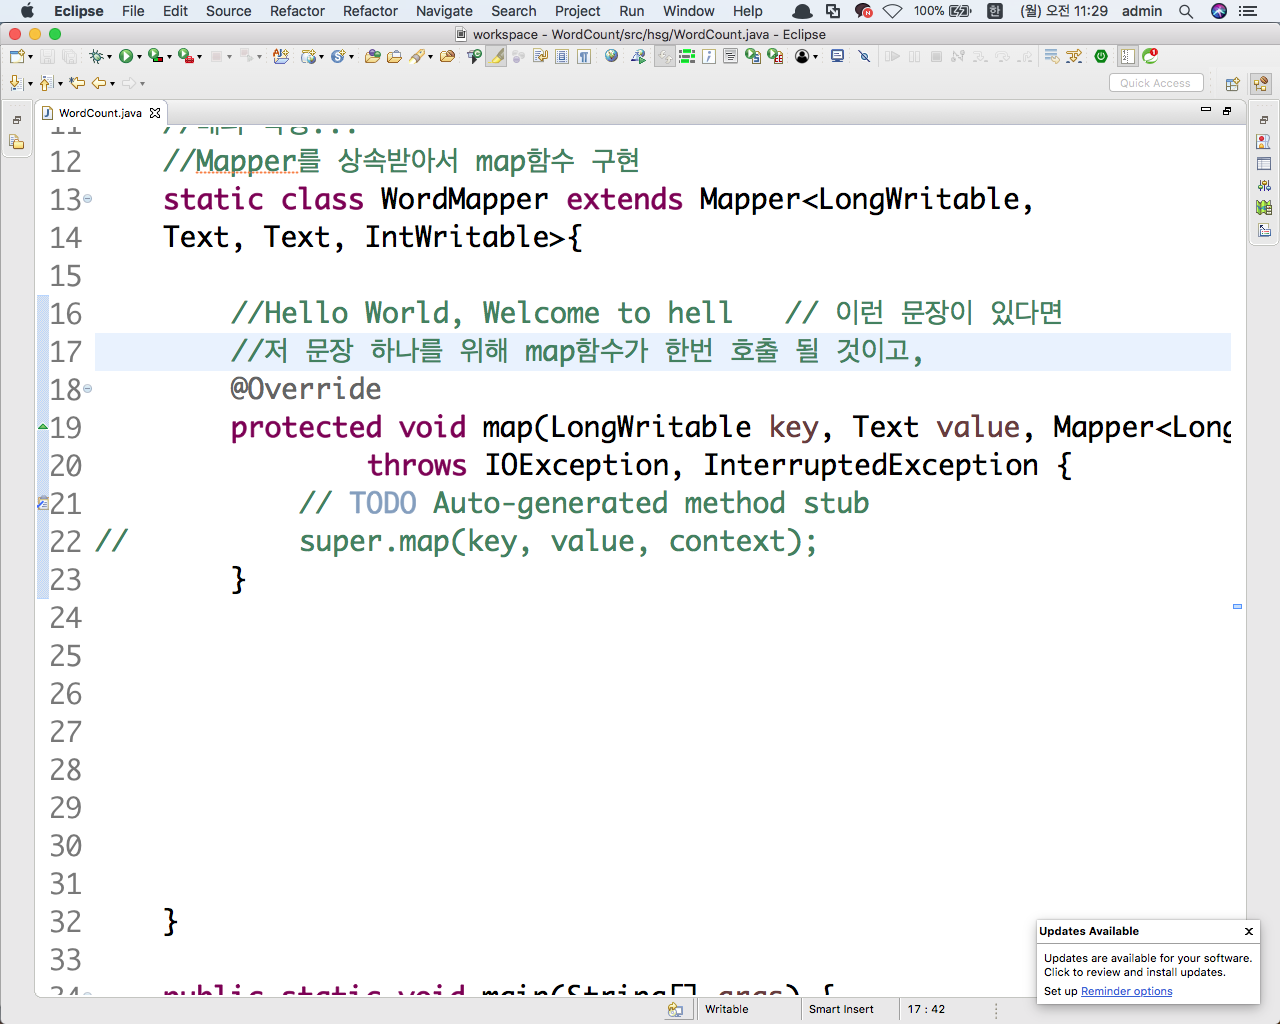 Eclipse File Edit Source Refactor Refactor Navigate Search Project Run Window Help 100% 한 (월) 오전 11:29 admin
workspace - WordCount/src/hsg/WordCount.java - Eclipse
Quick Access
WordCount.java
12 //Mapper를 상속받아서 map함수 구현
13 static class WordMapper extends Mapper<LongWritable,
14 Text, Text, IntWritable>{
15
16 //Hello World, Welcome to hell // 이런 문장이 있다면
17 //저 문장 하나를 위해 map함수가 한번 호출 될 것이고,
18 @Override
19 protected void map(LongWritable key, Text value, Mapper<Long
20 throws IOException, InterruptedException {
21 // TODO Auto-generated method stub
22 // super.map(key, value, context);
23 }
24
25
26
27
28
29
30
31
32 }
33
34 public static void main(String[] args) {
Updates Available
Updates are available for your software.
Click to review and install updates.
Set up Reminder options
Writable Smart Insert 17 : 42